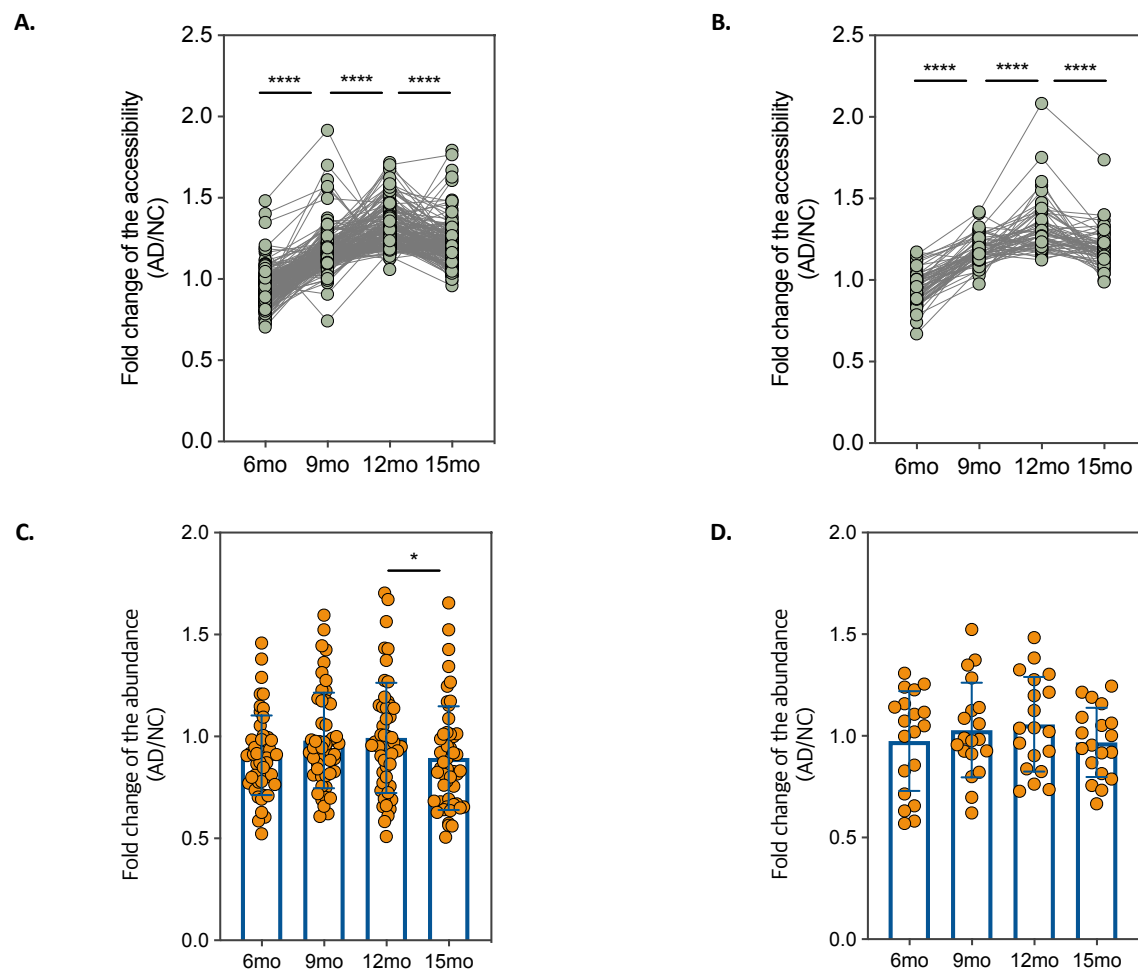 A.
Fold change of the accessibility
(AD/NC)
2.5
2.0
1.5
1.0
0.5
0.0
**** **** ****
6mo 9mo 12mo 15mo
B.
Fold change of the accessibility
(AD/NC)
2.5
2.0
1.5
1.0
0.5
0.0
**** **** ****
6mo 9mo 12mo 15mo
C.
Fold change of the abundance
(AD/NC)
2.0
1.5
1.0
0.5
0.0
*
6mo 9mo 12mo 15mo
D.
Fold change of the abundance
(AD/NC)
2.0
1.5
1.0
0.5
0.0
6mo 9mo 12mo 15mo